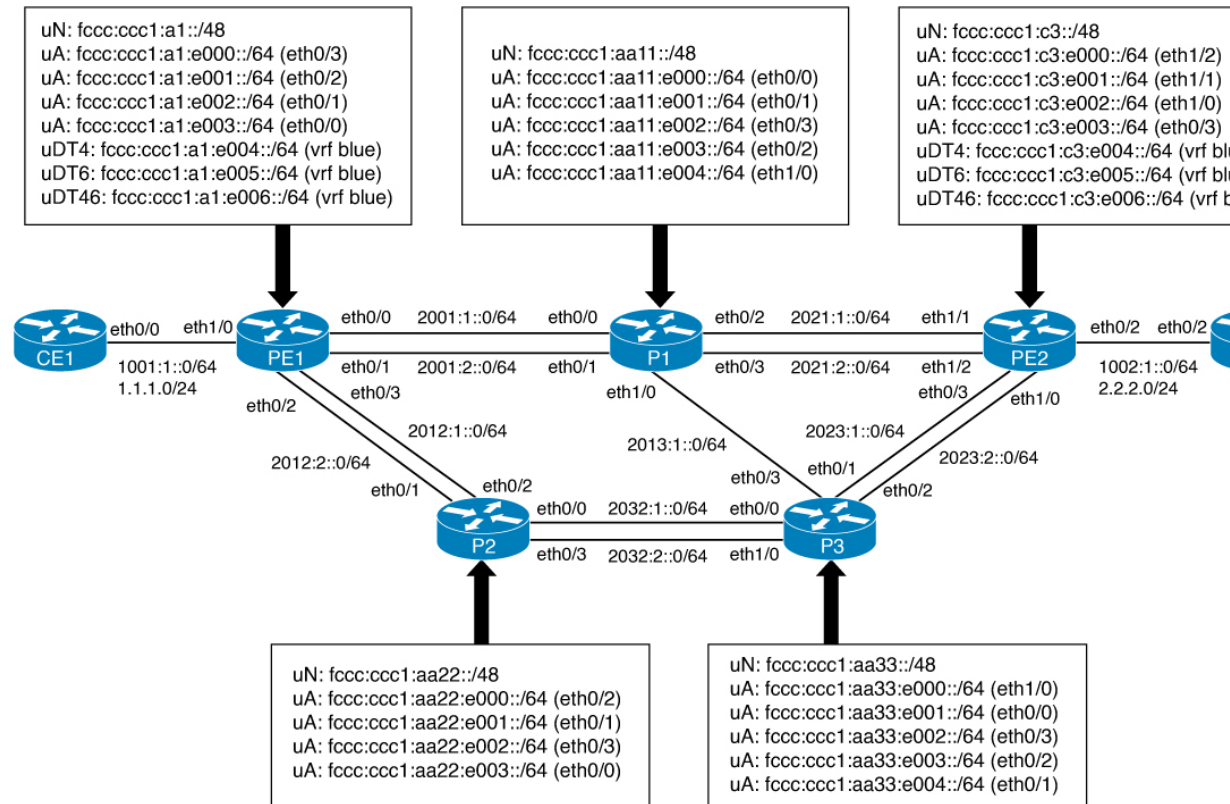 uN: fccc:ccc1:a1::/48
uA: fccc:ccc1:a1:e000::/64 (eth0/3)
uA: fccc:ccc1:a1:e001::/64 (eth0/2)
uA: fccc:ccc1:a1:e002::/64 (eth0/1)
uA: fccc:ccc1:a1:e003::/64 (eth0/0)
uDT4: fccc:ccc1:a1:e004::/64 (vrf blue)
uDT6: fccc:ccc1:a1:e005::/64 (vrf blue)
uDT46: fccc:ccc1:a1:e006::/64 (vrf blue)
uN: fccc:ccc1:aa11::/48
uA: fccc:ccc1:aa11:e000::/64 (eth0/0)
uA: fccc:ccc1:aa11:e001::/64 (eth0/1)
uA: fccc:ccc1:aa11:e002::/64 (eth0/3)
uA: fccc:ccc1:aa11:e003::/64 (eth0/2)
uA: fccc:ccc1:aa11:e004::/64 (eth1/0)
uN: fccc:ccc1:c3::/48
uA: fccc:ccc1:c3:e000::/64 (eth1/2)
uA: fccc:ccc1:c3:e001::/64 (eth1/1)
uA: fccc:ccc1:c3:e002::/64 (eth1/0)
uA: fccc:ccc1:c3:e003::/64 (eth0/3)
uDT4: fccc:ccc1:c3:e004::/64 (vrf blu
uDT6: fccc:ccc1:c3:e005::/64 (vrf blu
uDT46: fccc:ccc1:c3:e006::/64 (vrf b
eth0/0 eth1/0 eth0/0 2001:1::0/64 eth0/0 eth0/2 2021:1::0/64 eth1/1 eth0/2 eth0/2
CE1 PE1 P1 PE2
1001:1::0/64 eth0/1 2001:2::0/64 eth0/1 eth0/3 2021:2::0/64 eth1/2 1002:1::0/64
1.1.1.0/24 eth0/3 eth1/0 eth0/3 2.2.2.0/24
eth0/2 eth1/0
2012:1::0/64 2023:1::0/64
2012:2::0/64 2013:1::0/64 2023:2::0/64
eth0/1 eth0/2 eth0/3 eth0/1 eth0/2
eth0/0 2032:1::0/64 eth0/0
P2 P3
eth0/3 2032:2::0/64 eth1/0
uN: fccc:ccc1:aa22::/48
uA: fccc:ccc1:aa22:e000::/64 (eth0/2)
uA: fccc:ccc1:aa22:e001::/64 (eth0/1)
uA: fccc:ccc1:aa22:e002::/64 (eth0/3)
uA: fccc:ccc1:aa22:e003::/64 (eth0/0)
uN: fccc:ccc1:aa33::/48
uA: fccc:ccc1:aa33:e000::/64 (eth1/0)
uA: fccc:ccc1:aa33:e001::/64 (eth0/0)
uA: fccc:ccc1:aa33:e002::/64 (eth0/3)
uA: fccc:ccc1:aa33:e003::/64 (eth0/2)
uA: fccc:ccc1:aa33:e004::/64 (eth0/1)